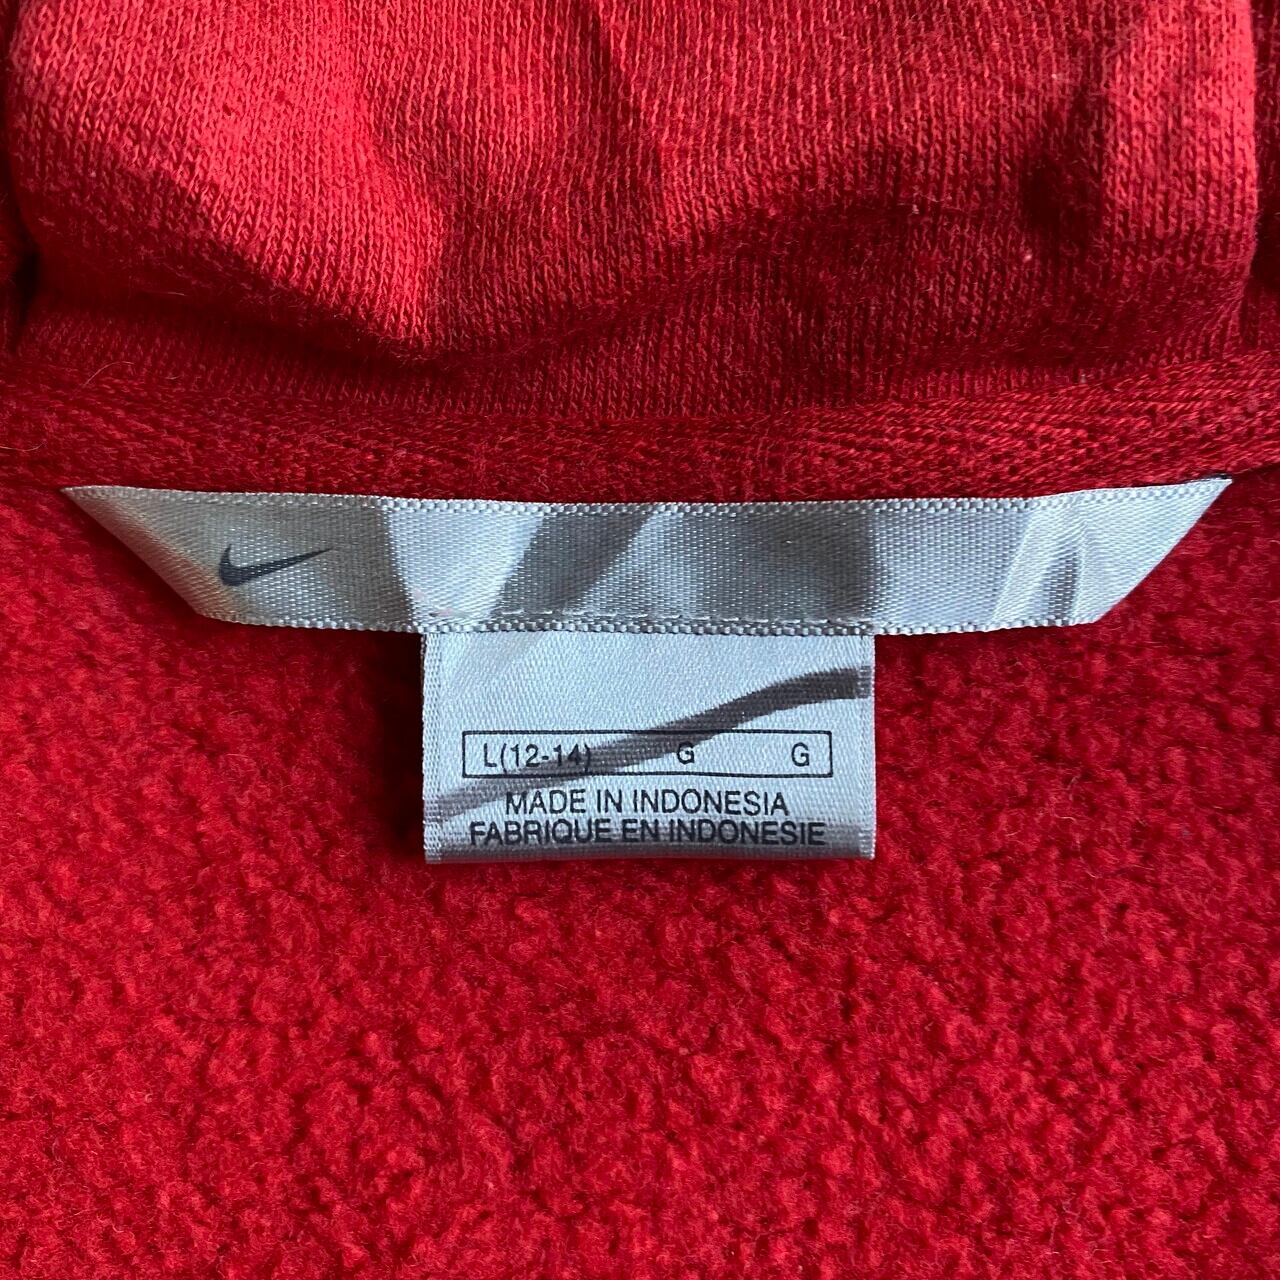 L(12-14) G G
MADE IN INDONESIA
FABRIQUE EN INDONESIE